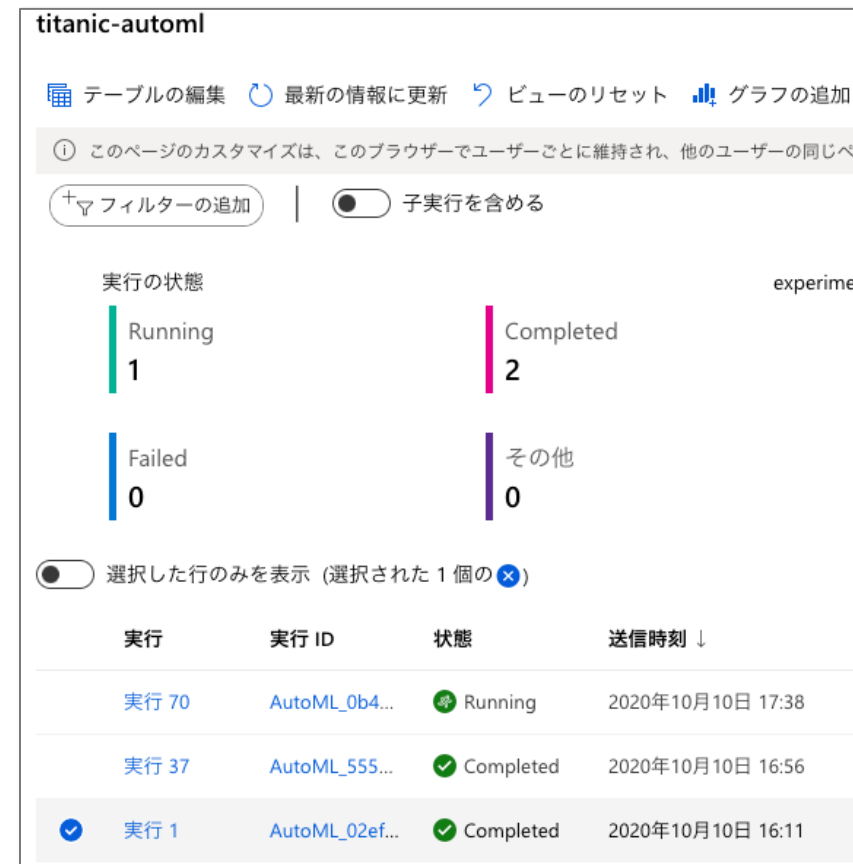 titanic-automl
テーブルの編集 最新の情報に更新 ビューのリセット グラフの追加
このページのカスタマイズは、このブラウザーでユーザーごとに維持され、他のユーザーの同じペ
フィルターの追加 子実行を含める
実行の状態 experime
Running Completed
1 2
Failed その他
0 0
選択した行のみを表示 (選択された 1 個の)
実行 実行 ID 状態 送信時刻 ↓
実行 70 AutoML_0b4... Running 2020年10月10日 17:38
実行 37 AutoML_555... Completed 2020年10月10日 16:56
実行 1 AutoML_02ef... Completed 2020年10月10日 16:11